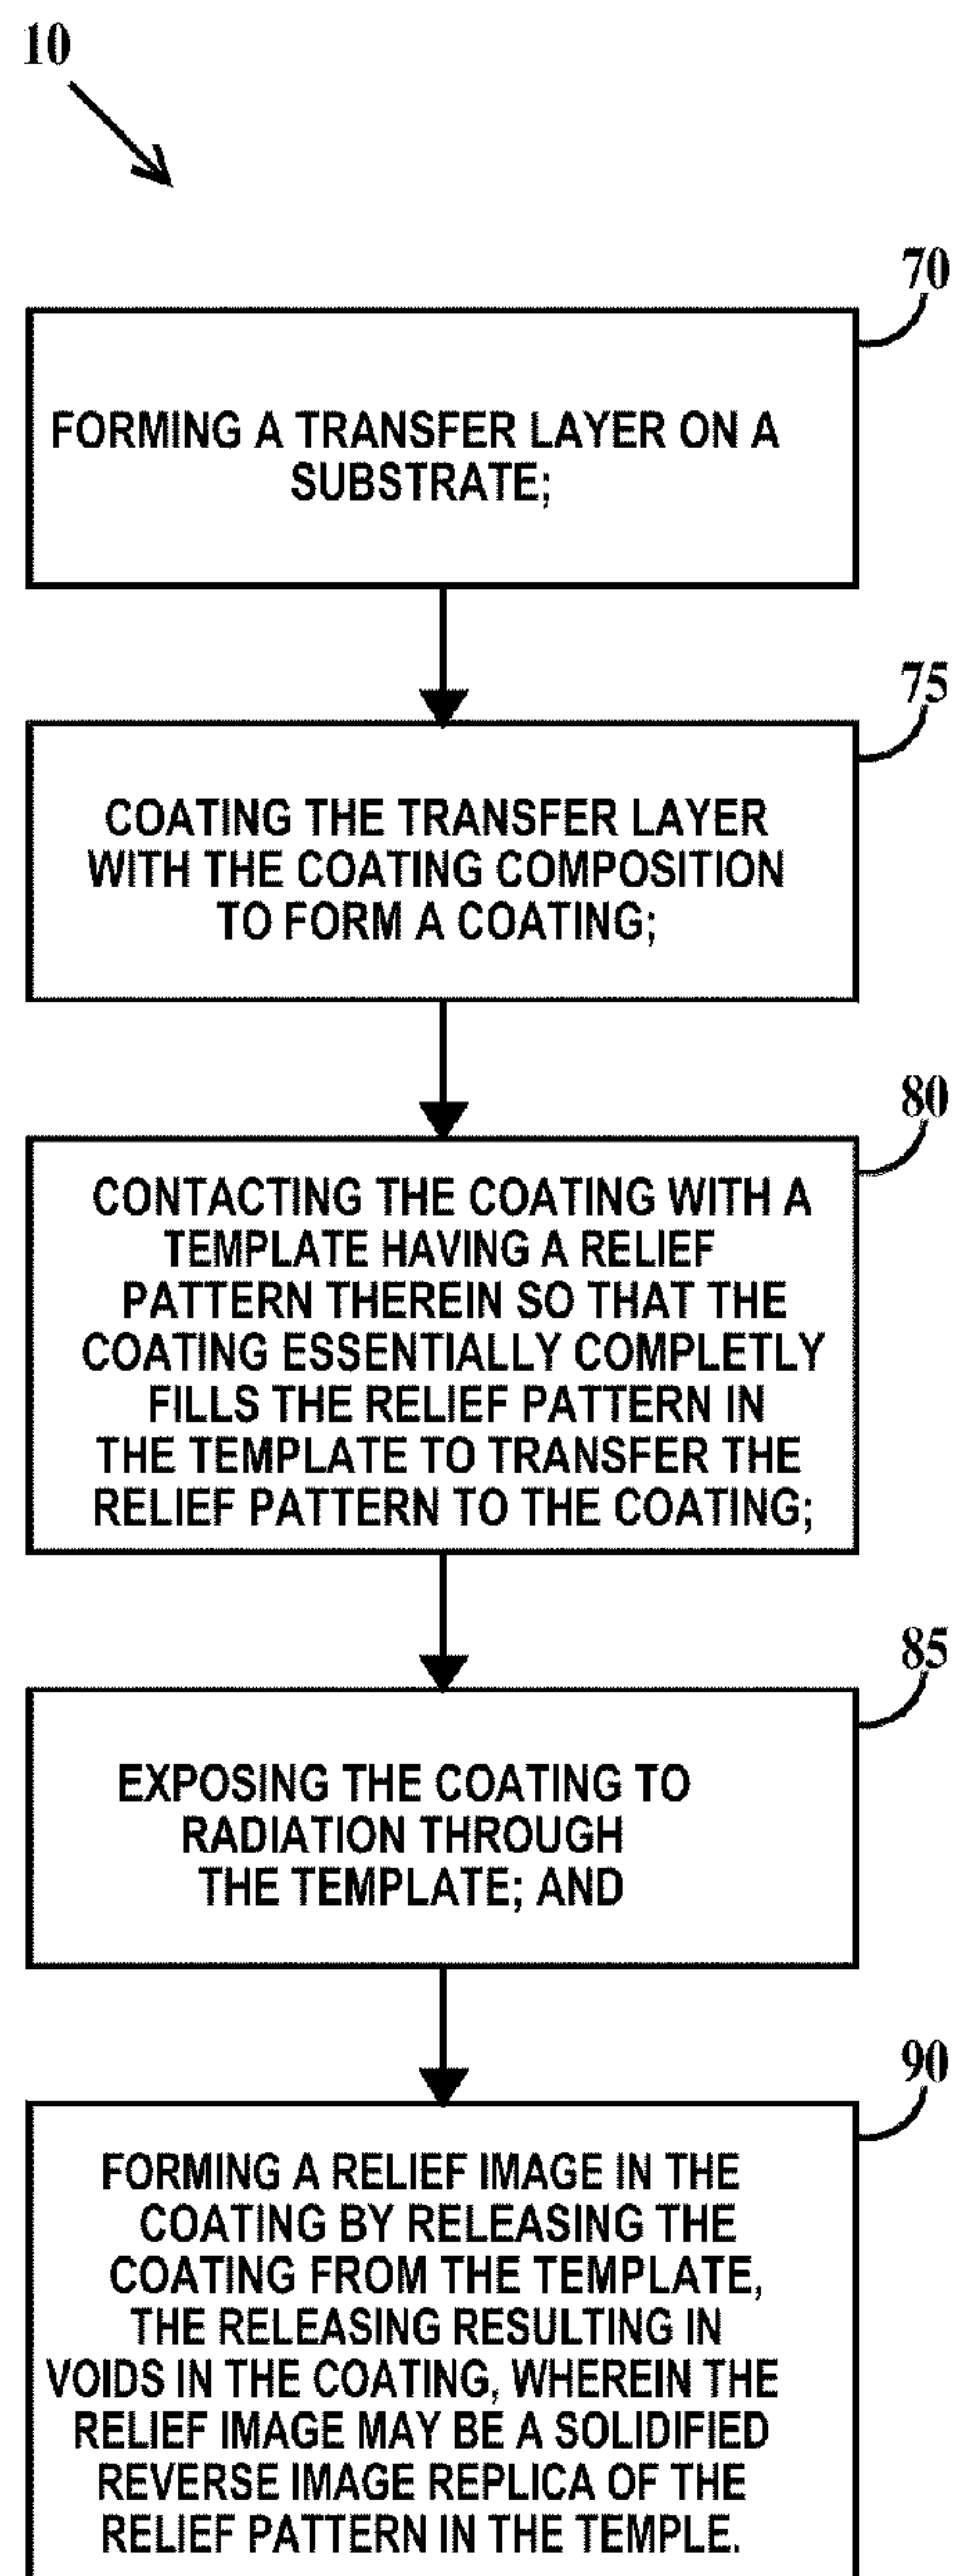 10
70
FORMING A TRANSFER LAYER ON A
SUBSTRATE;
75
COATING THE TRANSFER LAYER
WITH THE COATING COMPOSITION
TO FORM A COATING;
80
CONTACTING THE COATING WITH A
TEMPLATE HAVING A RELIEF
PATTERN THEREIN SO THAT THE
COATING ESSENTIALLY COMPLETLY
FILLS THE RELIEF PATTERN IN
THE TEMPLATE TO TRANSFER THE
RELIEF PATTERN TO THE COATING;
85
EXPOSING THE COATING TO
RADIATION THROUGH
THE TEMPLATE; AND
90
FORMING A RELIEF IMAGE IN THE
COATING BY RELEASING THE
COATING FROM THE TEMPLATE,
THE RELEASING RESULTING IN
VOIDS IN THE COATING, WHEREIN THE
RELIEF IMAGE MAY BE A SOLIDIFIED
REVERSE IMAGE REPLICA OF THE
RELIEF PATTERN IN THE TEMPLE.